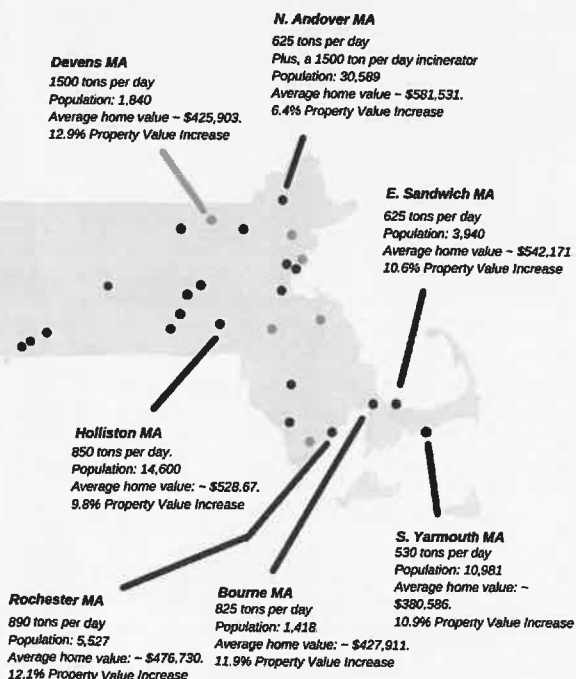 N. Andover MA
625 tons per day
Plus, a 1500 ton per day incinerator
Population: 30,589
Average home value ~ $581,531.
6.4% Property Value Increase
Devens MA
1500 tons per day
Population: 1,840
Average home value ~ $425,903.
12.9% Property Value Increase
E. Sandwich MA
625 tons per day
Population: 3,940
Average home value ~ $542,171
10.6% Property Value Increase
Holliston MA
850 tons per day.
Population: 14,600
Average home value: ~ $528.67.
9.8% Property Value Increase
S. Yarmouth MA
530 tons per day
Population: 10,981
Average home value: ~
$380,586.
10.9% Property Value Increase
Rochester MA
890 tons per day
Population: 5,527
Average home value: ~ $476,730.
12.1% Property Value Increase
Bourne MA
825 tons per day
Population: 1,418.
Average home value: ~ $427,911.
11.9% Property Value Increase